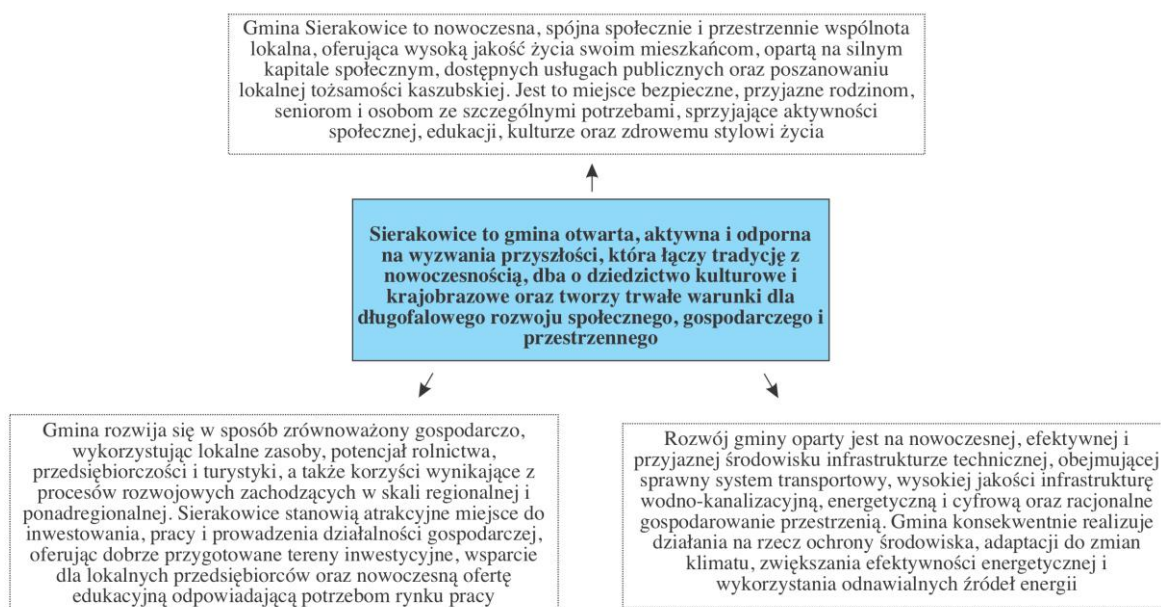 Gmina Sierakowice to nowoczesna, spójna społecznie i przestrzennie wspólnota
lokalna, oferująca wysoką jakość życia swoim mieszkańcom, opartą na silnym
kapitale społecznym, dostępnych usługach publicznych oraz poszanowaniu
lokalnej tożsamości kaszubskiej. Jest to miejsce bezpieczne, przyjazne rodzinom,
seniorom i osobom ze szczególnymi potrzebami, sprzyjające aktywności
społecznej, edukacji, kulturze oraz zdrowemu stylowi życia
Sierakowice to gmina otwarta, aktywna i odporna
na wyzwania przyszłości, która łączy tradycję z
nowoczesnością, dba o dziedzictwo kulturowe i
krajobrazowe oraz tworzy trwałe warunki dla
długofalowego rozwoju społecznego, gospodarczego i
przestrzennego
Gmina rozwija się w sposób zrównoważony gospodarczo,
wykorzystując lokalne zasoby, potencjał rolnictwa,
przedsiębiorczości i turystyki, a także korzyści wynikające z
procesów rozwojowych zachodzących w skali regionalnej i
ponadregionalnej. Sierakowice stanowią atrakcyjne miejsce do
inwestowania, pracy i prowadzenia działalności gospodarczej,
oferując dobrze przygotowane tereny inwestycyjne, wsparcie
dla lokalnych przedsiębiorców oraz nowoczesną ofertę
edukacyjną odpowiadającą potrzebom rynku pracy
Rozwój gminy oparty jest na nowoczesnej, efektywnej i
przyjaznej środowisku infrastrukturze technicznej, obejmującej
sprawny system transportowy, wysokiej jakości infrastrukturę
wodno-kanalizacyjną, energetyczną i cyfrową oraz racjonalne
gospodarowanie przestrzenią. Gmina konsekwentnie realizuje
działania na rzecz ochrony środowiska, adaptacji do zmian
klimatu, zwiększania efektywności energetycznej i
wykorzystania odnawialnych źródeł energii